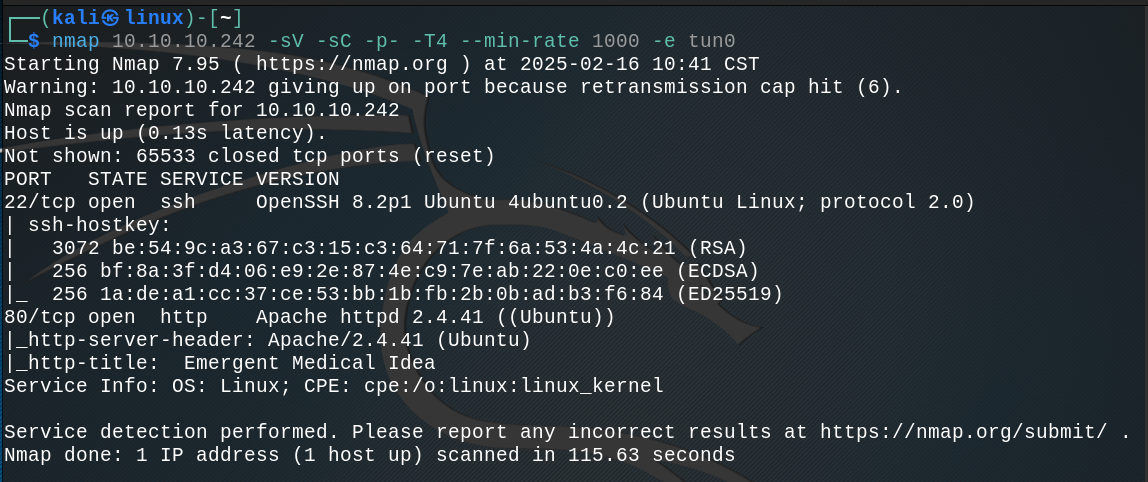 ┌──(kali㉿linux)-[~]
└─$ nmap 10.10.10.242 -sV -sC -p- -T4 --min-rate 1000 -e tun0
Starting Nmap 7.95 ( https://nmap.org ) at 2025-02-16 10:41 CST
Warning: 10.10.10.242 giving up on port because retransmission cap hit (6).
Nmap scan report for 10.10.10.242
Host is up (0.13s latency).
Not shown: 65533 closed tcp ports (reset)
PORT   STATE SERVICE VERSION
22/tcp open  ssh     OpenSSH 8.2p1 Ubuntu 4ubuntu0.2 (Ubuntu Linux; protocol 2.0)
| ssh-hostkey:
|   3072 be:54:9c:a3:67:c3:15:c3:64:71:7f:6a:53:4a:4c:21 (RSA)
|   256 bf:8a:3f:d4:06:e9:2e:87:4e:c9:7e:ab:22:0e:c0:ee (ECDSA)
|_  256 1a:de:a1:cc:37:ce:53:bb:1b:fb:2b:0b:ad:b3:f6:84 (ED25519)
80/tcp open  http    Apache httpd 2.4.41 ((Ubuntu))
|_http-server-header: Apache/2.4.41 (Ubuntu)
|_http-title:  Emergent Medical Idea
Service Info: OS: Linux; CPE: cpe:/o:linux:linux_kernel
Service detection performed. Please report any incorrect results at https://nmap.org/submit/ .
Nmap done: 1 IP address (1 host up) scanned in 115.63 seconds